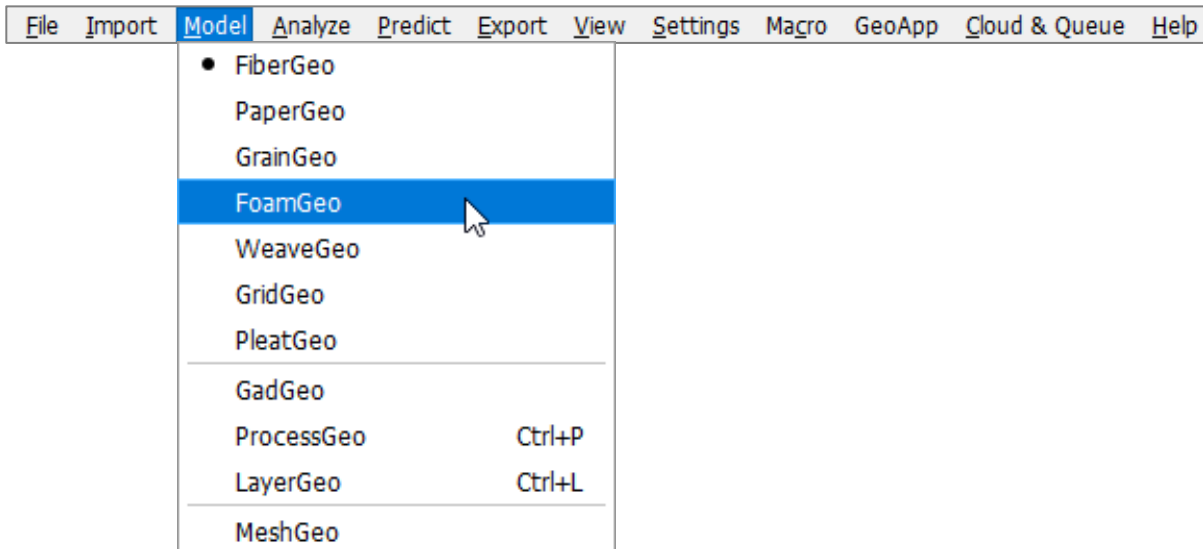 File Import Model Analyze Predict Export View Settings Macro GeoApp Cloud & Queue Help
FiberGeo
PaperGeo
GrainGeo
FoamGeo
WeaveGeo
GridGeo
PleatGeo
GadGeo
ProcessGeo Ctrl+P
LayerGeo Ctrl+L
MeshGeo